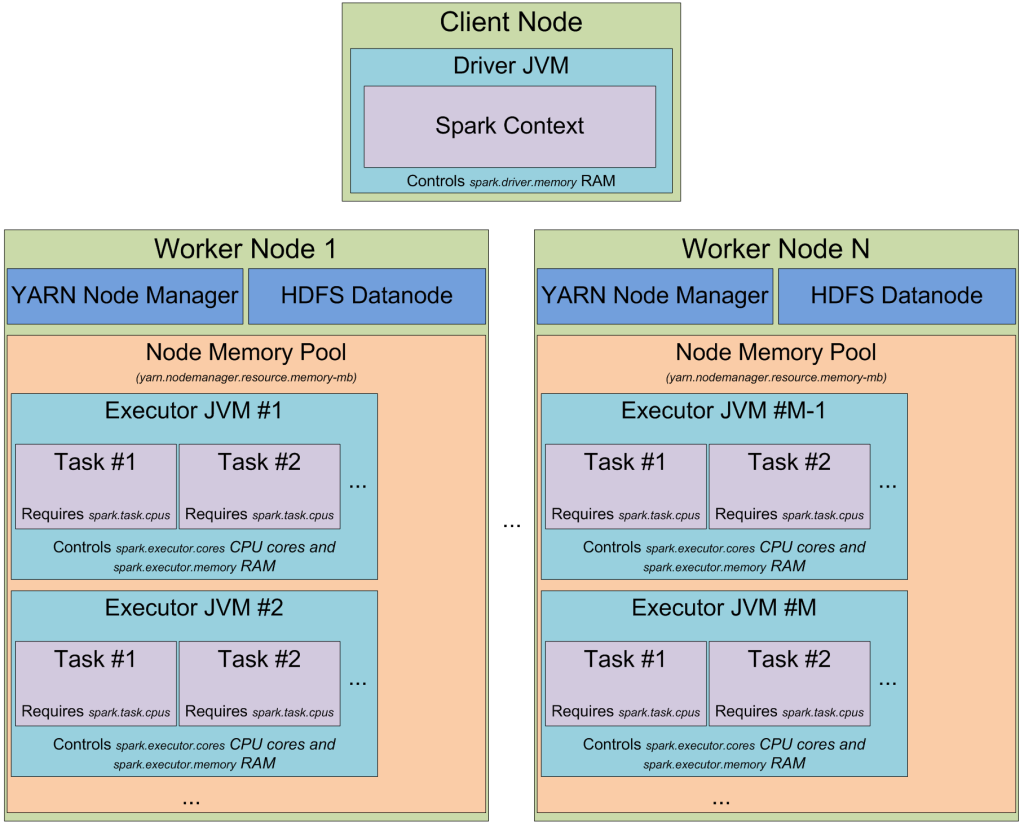 Client Node
Driver JVM
Spark Context
Controls spark.driver.memory RAM
Worker Node 1
YARN Node Manager
HDFS Datanode
Node Memory Pool
(yarn.nodemanager.resource.memory-mb)
Executor JVM #1
Task #1
Requires spark.task.cpus
Task #2
Requires spark.task.cpus
...
Controls spark.executor.cores CPU cores and
spark.executor.memory RAM
Executor JVM #2
Task #1
Requires spark.task.cpus
Task #2
Requires spark.task.cpus
...
Controls spark.executor.cores CPU cores and
spark.executor.memory RAM
...
...
Worker Node N
YARN Node Manager
HDFS Datanode
Node Memory Pool
(yarn.nodemanager.resource.memory-mb)
Executor JVM #M-1
Task #1
Requires spark.task.cpus
Task #2
Requires spark.task.cpus
...
Controls spark.executor.cores CPU cores and
spark.executor.memory RAM
Executor JVM #M
Task #1
Requires spark.task.cpus
Task #2
Requires spark.task.cpus
...
Controls spark.executor.cores CPU cores and
spark.executor.memory RAM
...